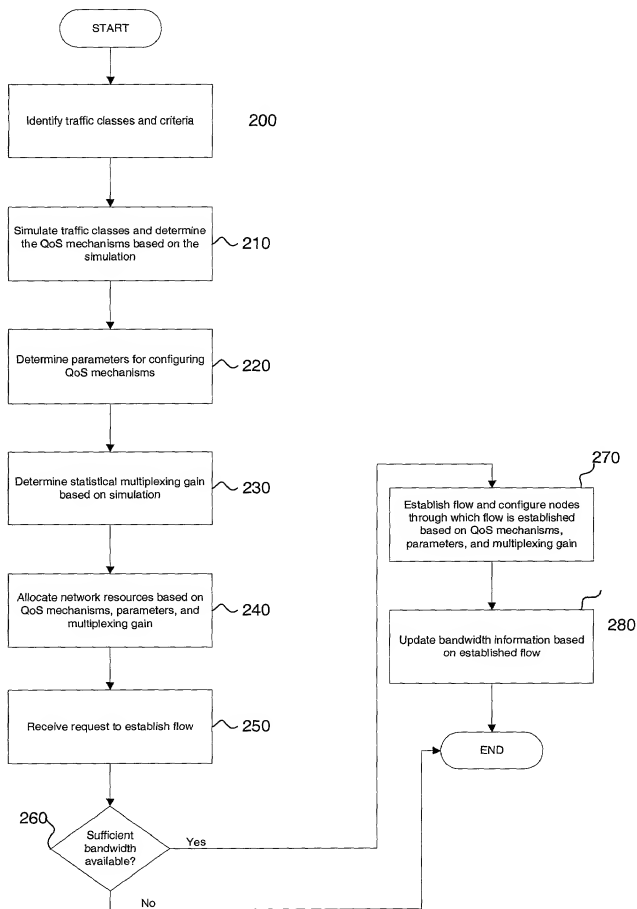 START
Identify traffic classes and criteria
200
Simulate traffic classes and determine
the QoS mechanisms based on the
simulation
210
Determine parameters for configuring
QoS mechanisms
220
Determine statistical multiplexing gain
based on simulation
230
Allocate network resources based on
QoS mechanisms, parameters, and
multiplexing gain
240
Receive request to establish flow
250
260
Sufficient
bandwidth
available?
Yes
No
270
Establish flow and configure nodes
through which flow is established
based on QoS mechanisms,
parameters, and multiplexing gain
280
Update bandwidth information based
on established flow
END